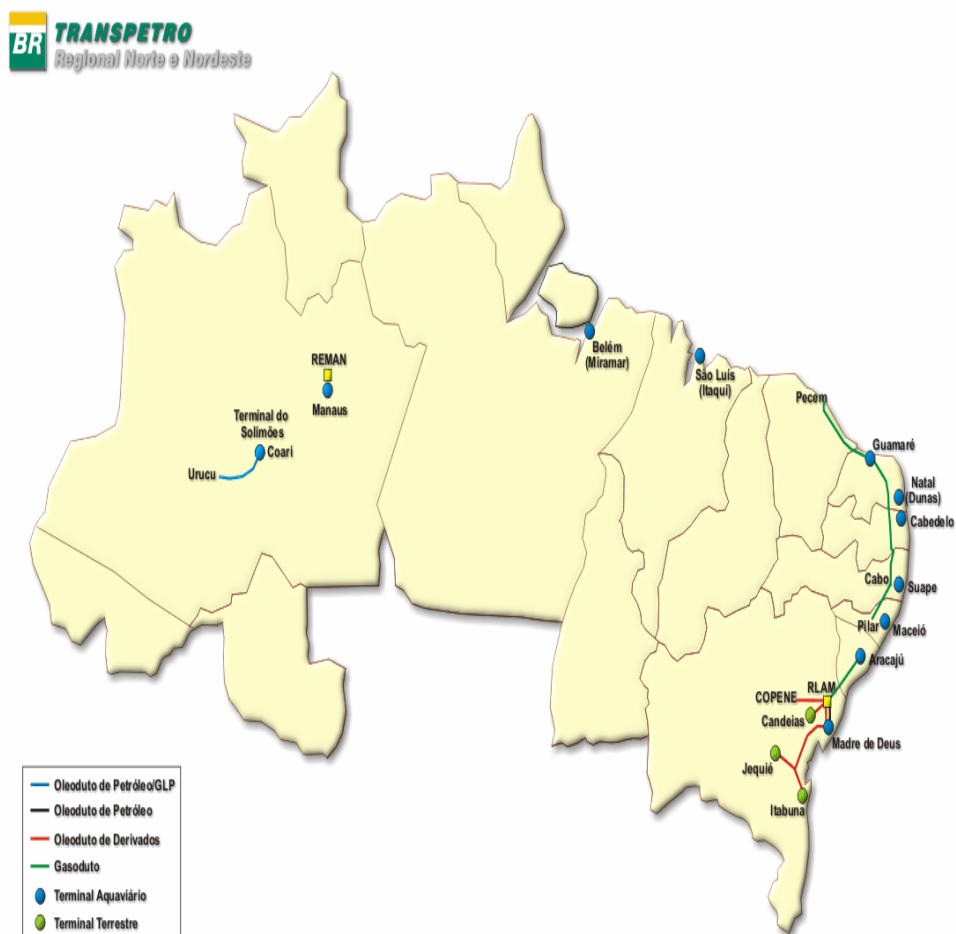 BR TRANSPETRO
Regional Norte e Nordeste
Belém
(Miramar)
São Luís
(Itaquí)
REMAN
Manaus
Terminal do
Solimões
Coari
Urucu
Pecém
Guamaré
Natal
(Dunas)
Cabedelo
Cabo
Suape
Pilar
Maceió
Aracajú
RLAM
COPENE
Candeias
Madre de Deus
Jequié
Itabuna
Oleoduto de Petróleo/GLP
Oleoduto de Petróleo
Oleoduto de Derivados
Gasoduto
Terminal Aquaviário
Terminal Terrestre